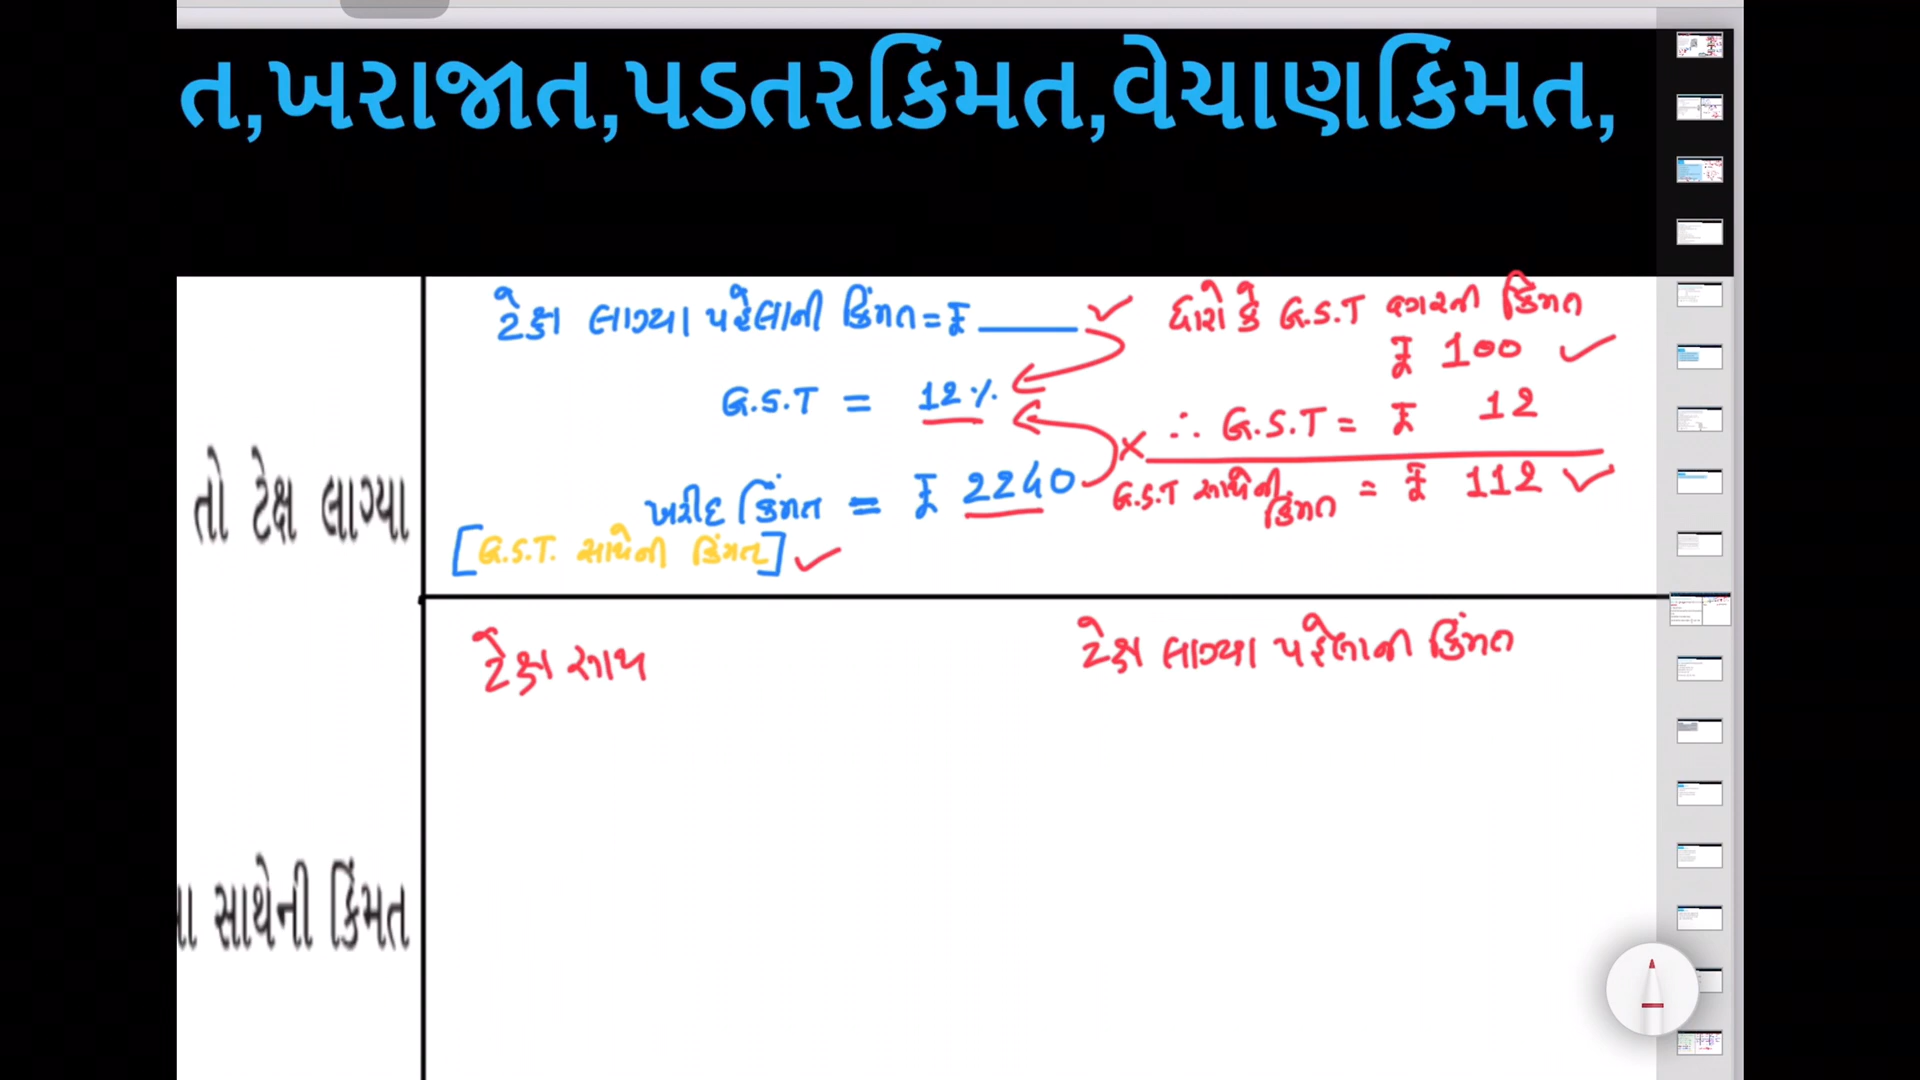 ત,ખરાજાત,પડતરકિંમત,વેચાણકિંમત,
ટેક્ષ લાગ્યા પહેલાની કિંમત = ₹ ______
G.S.T = 12%
ખરીદ કિંમત = ₹ 2240
[G.S.T. સાથેની કિંમત]
ધારો કે G.S.T વગરની કિંમત
₹ 100
∴ G.S.T = ₹ 12
G.S.T સાથેની કિંમત = ₹ 112
તો ટેક્ષ લાગ્યા
ટેક્ષ સાથ
ટેક્ષ લાગ્યા પહેલાની કિંમત
સાથેની કિંમત